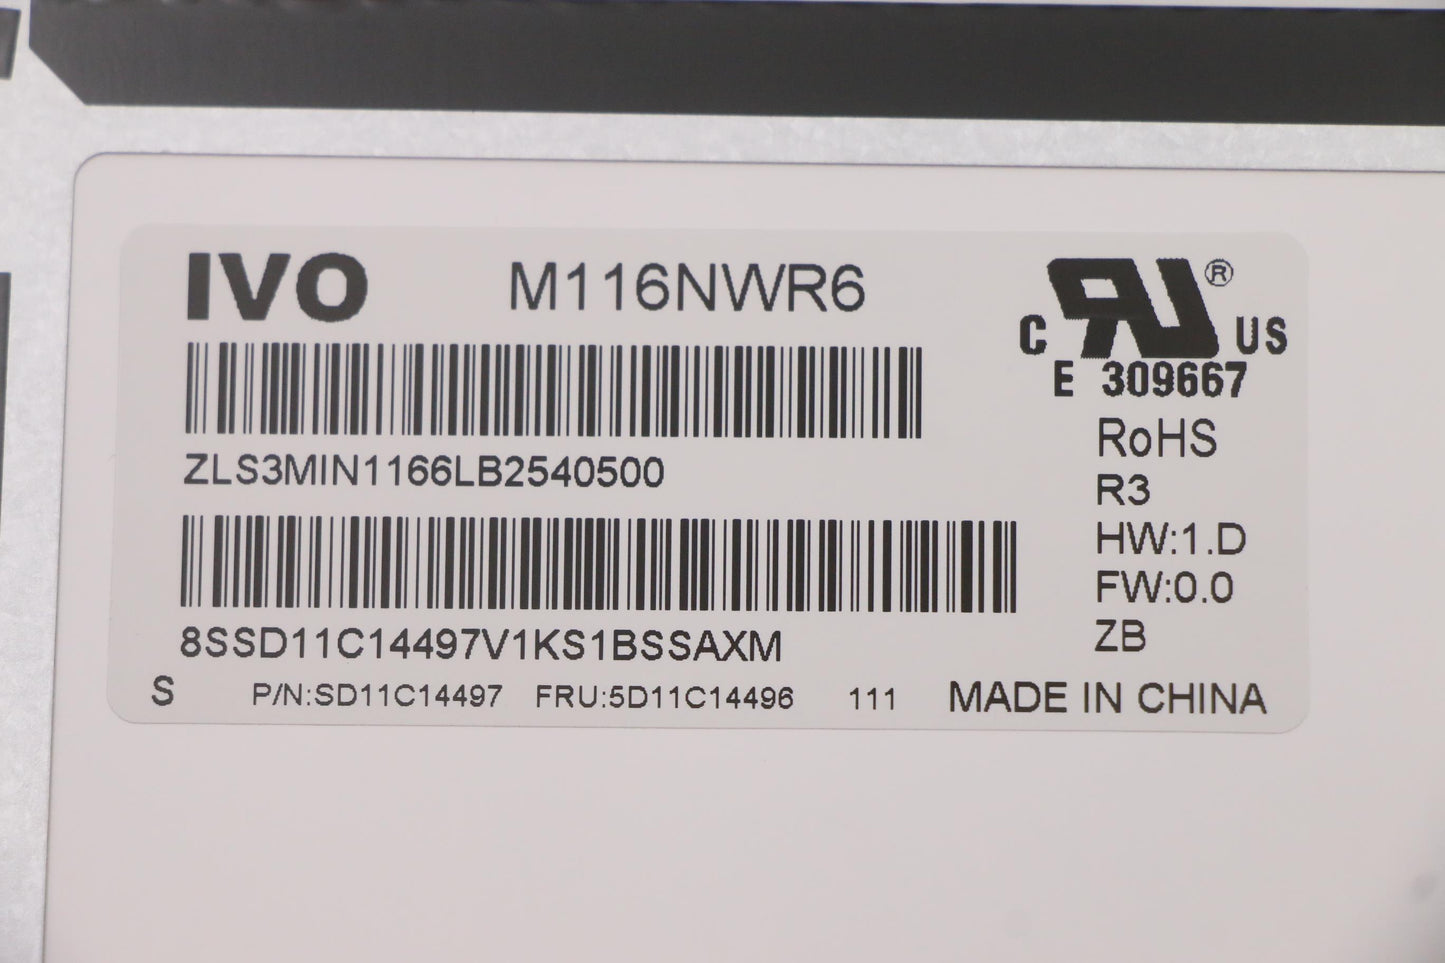 IVO M116NWR6
®
C US
E 309667
ZLS3MIN1166LB2540500
RoHS
R3
HW:1.D
FW:0.0
ZB
8SSD11C14497V1KS1BSSAXM
S P/N:SD11C14497 FRU:5D11C14496 111 MADE IN CHINA